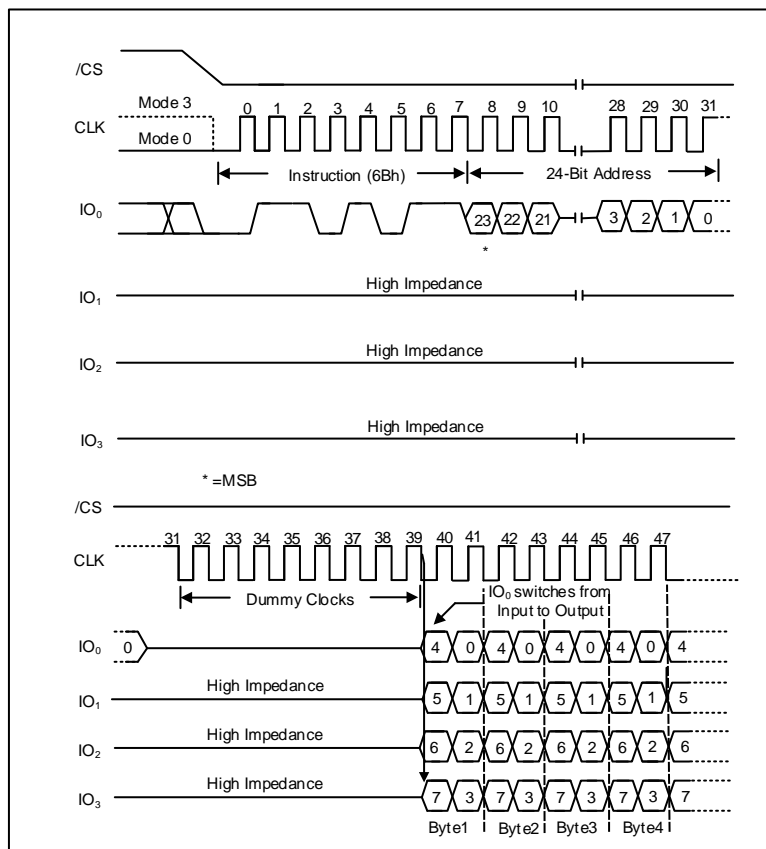 /CS
Mode 3
0 1 2 3 4 5 6 7 8 9 10 28 29 30 31
CLK
Mode 0
Instruction (6Bh) 24-Bit Address
IO0 23 22 21 3 2 1 0
*
High Impedance
IO1
High Impedance
IO2
High Impedance
IO3
* =MSB
/CS
31 32 33 34 35 36 37 38 39 40 41 42 43 44 45 46 47
CLK
Dummy Clocks
IO0 switches from
Input to Output
IO0 0 4 0 4 0 4 0 4 0 4
High Impedance
IO1 5 1 5 1 5 1 5 1 5
High Impedance
IO2 6 2 6 2 6 2 6 2 6
High Impedance
IO3 7 3 7 3 7 3 7 3 7
Byte1 Byte2 Byte3 Byte4